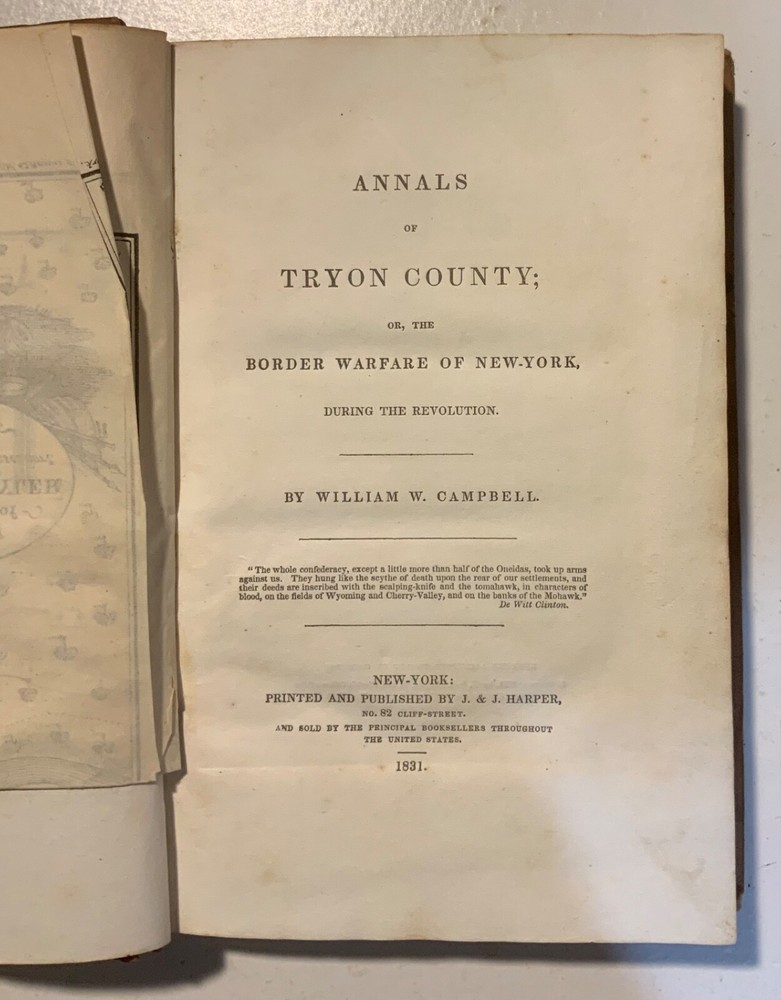 ANNALS
OF
TRYON COUNTY;
OR, THE
BORDER WARFARE OF NEW-YORK,
DURING THE REVOLUTION.
BY WILLIAM W. CAMPBELL.
"The whole confederacy, except a little more than half of the Oneidas, took up arms
against us. They hung like the scythe of death upon the rear of our settlements, and
their deeds are inscribed with the scalping-knife and the tomahawk, in characters of
blood, on the fields of Wyoming and Cherry-Valley, and on the banks of the Mohawk."
De Witt Clinton.
NEW-YORK:
PRINTED AND PUBLISHED BY J. & J. HARPER,
NO. 82 CLIFF-STREET.
AND SOLD BY THE PRINCIPAL BOOKSELLERS THROUGHOUT
THE UNITED STATES.
1831.